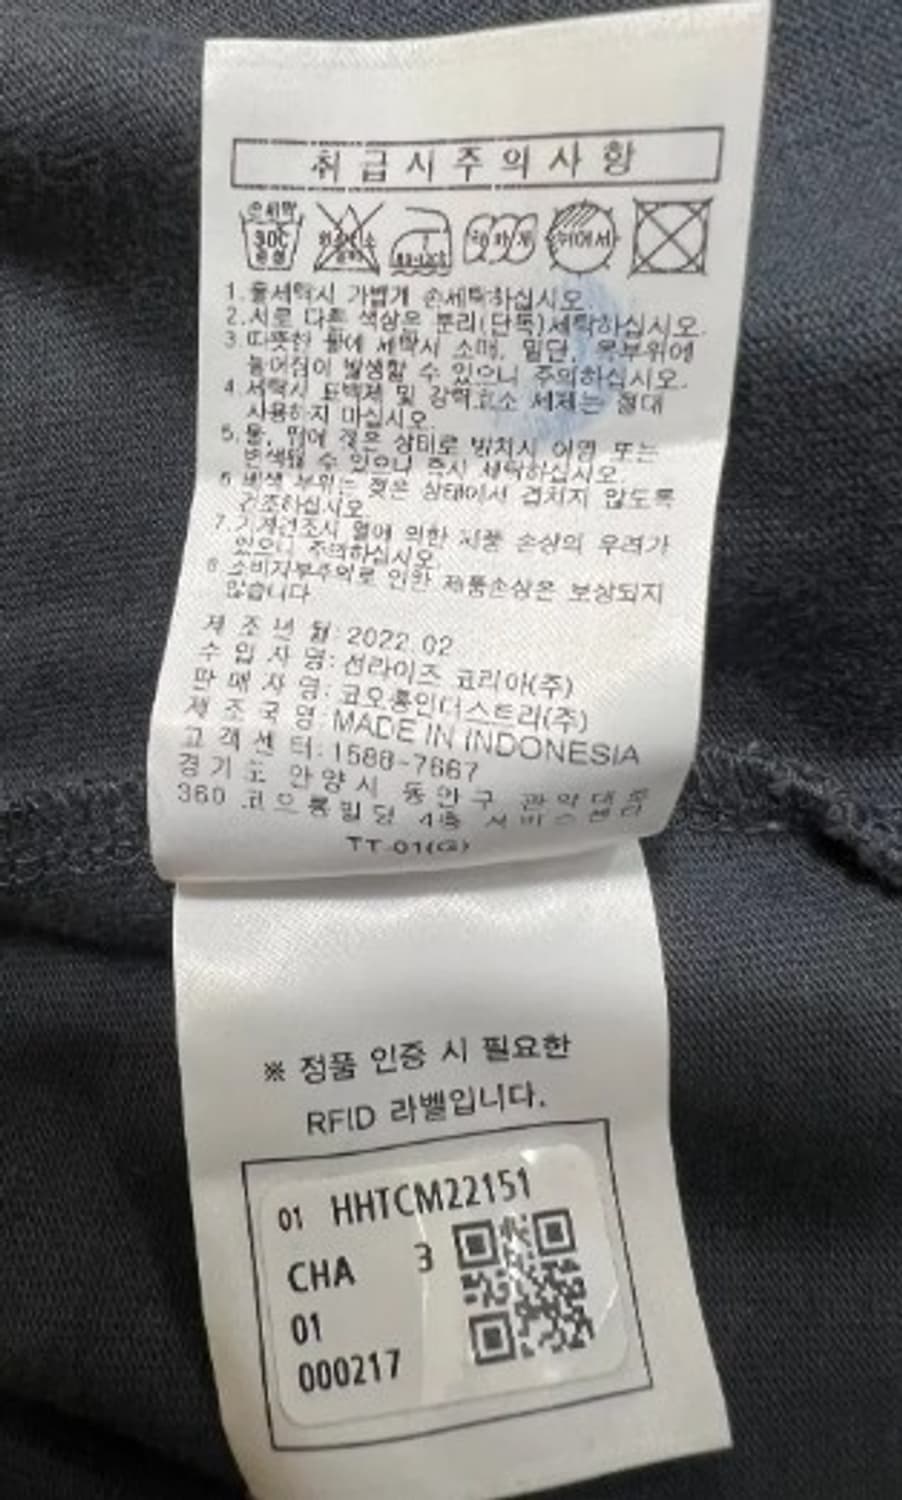 취급시주의사항
손세탁
30℃
중성
뉘어서
1. 물세탁시 가볍게 손세탁하십시오.
2. 서로 다른 색상은 분리(단독)세탁하십시오.
3. 따뜻한 물에 세탁시 소매, 밑단, 목부위에
늘어짐이 발생할 수 있으니 주의하십시오.
4. 세탁시 표백제 및 강력효소 세제는 절대
사용하지 마십시오.
5. 물, 땀에 젖은 상태로 방치시 이염 또는
변색될 수 있으니 즉시 세탁하십시오.
6. 배색 부위는 젖은 상태에서 겹치지 않도록
건조하십시오.
7. 기계건조시 열에 의한 제품 손상의 우려가
있으니 주의하십시오.
8. 소비자부주의로 인한 제품손상은 보상되지
않습니다
제조년월: 2022.02
수입자명: 선라이즈 코리아(주)
판매자명: 코오롱인더스트리(주)
제조국명: MADE IN INDONESIA
고객센터: 1588-7667
경기도 안양시 동안구 관악대로
360 코오롱빌딩 4층 서비스센터
TT-01(G)
※ 정품 인증 시 필요한
RFID 라벨입니다.
01 HHTCM22151
CHA 3
01
000217